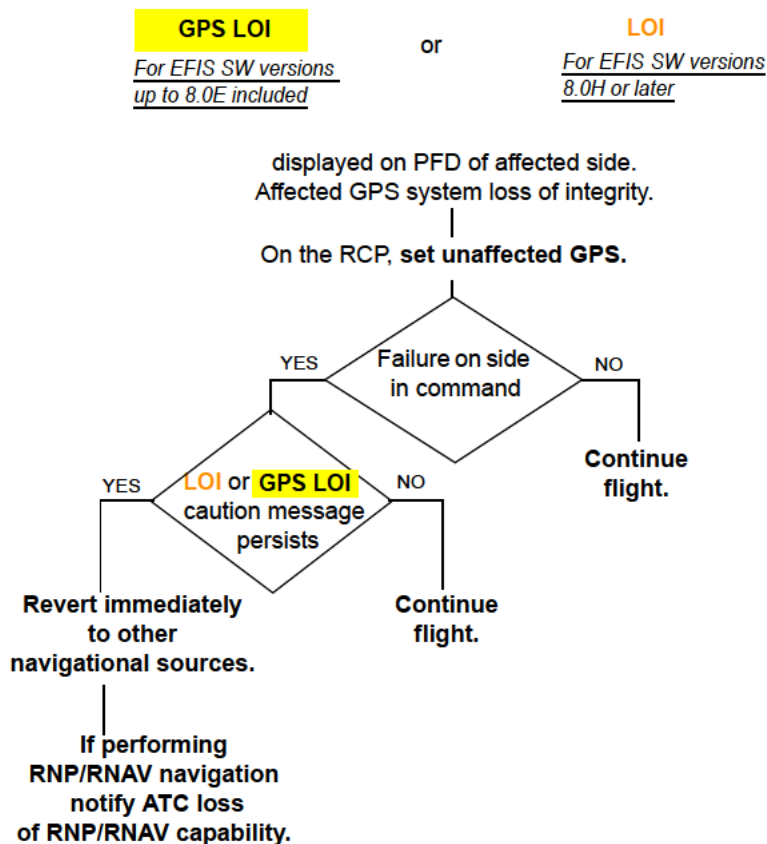 GPS LOI
For EFIS SW versions
up to 8.0E included
or
LOI
For EFIS SW versions
8.0H or later
displayed on PFD of affected side.
Affected GPS system loss of integrity.
On the RCP, set unaffected GPS.
Failure on side
in command
YES
NO
Continue
flight.
LOI or GPS LOI
caution message
persists
YES
NO
Revert immediately
to other
navigational sources.
Continue
flight.
If performing
RNP/RNAV navigation
notify ATC loss
of RNP/RNAV capability.